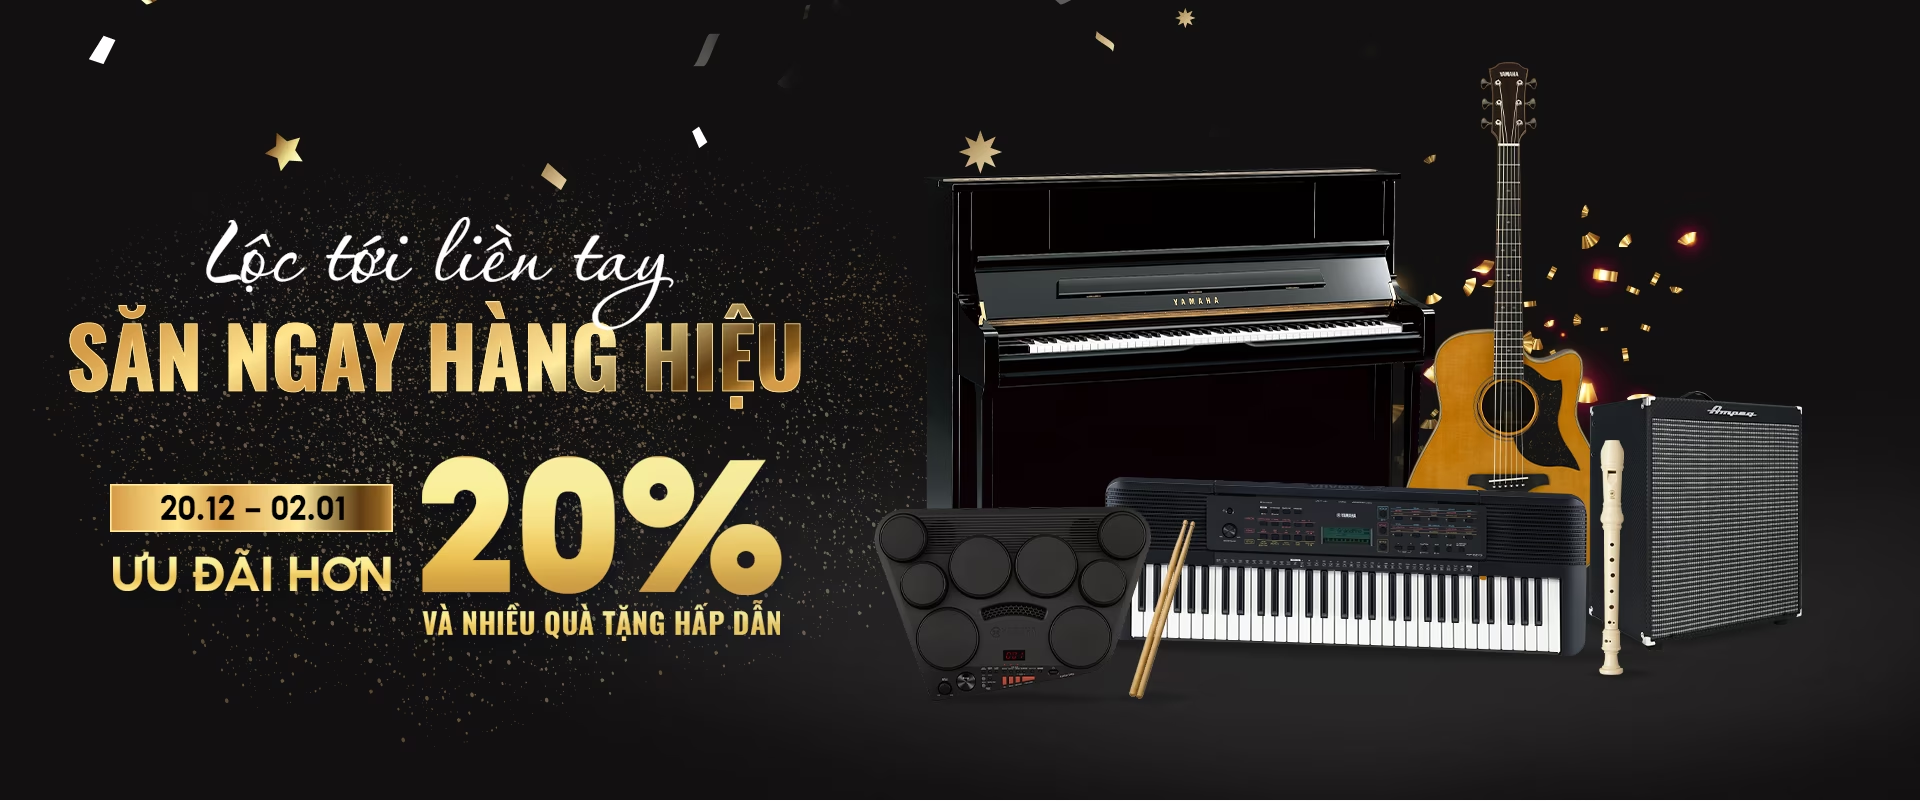 Lộc tới liền tay
SĂN NGAY HÀNG HIỆU
20.12 – 02.01
ƯU ĐÃI HƠN
20%
VÀ NHIỀU QUÀ TẶNG HẤP DẪN
YAMAHA
YAMAHA
Ampeg
YAMAHA